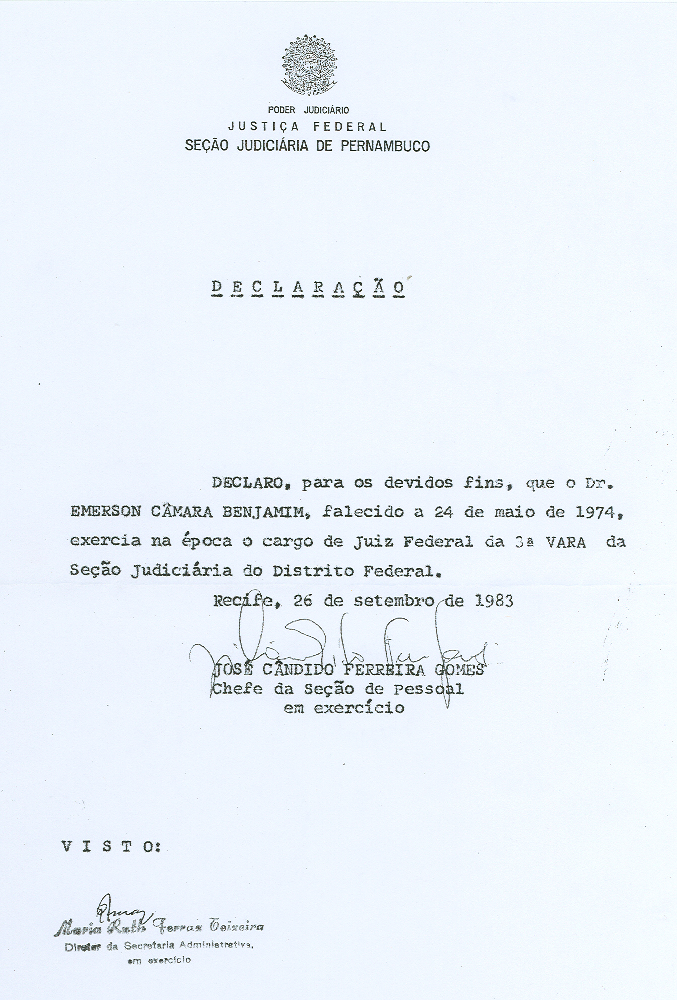 PODER JUDICIÁRIO
JUSTIÇA FEDERAL
SEÇÃO JUDICIÁRIA DE PERNAMBUCO
DECLARAÇÃO
DECLARO, para os devidos fins, que o Dr.
EMERSON CÂMARA BENJAMIM, falecido a 24 de maio de 1974,
exercia na época o cargo de Juiz Federal da 3ª VARA da
Seção Judiciária do Distrito Federal.
Recife, 26 de setembro de 1983
JOSÉ CÂNDIDO FERREIRA GOMES
Chefe da Seção de Pessoal
em exercício
VISTO:
Maria Ruth Ferraz Teixeira
Diretor da Secretaria Administrativa,
em exercício